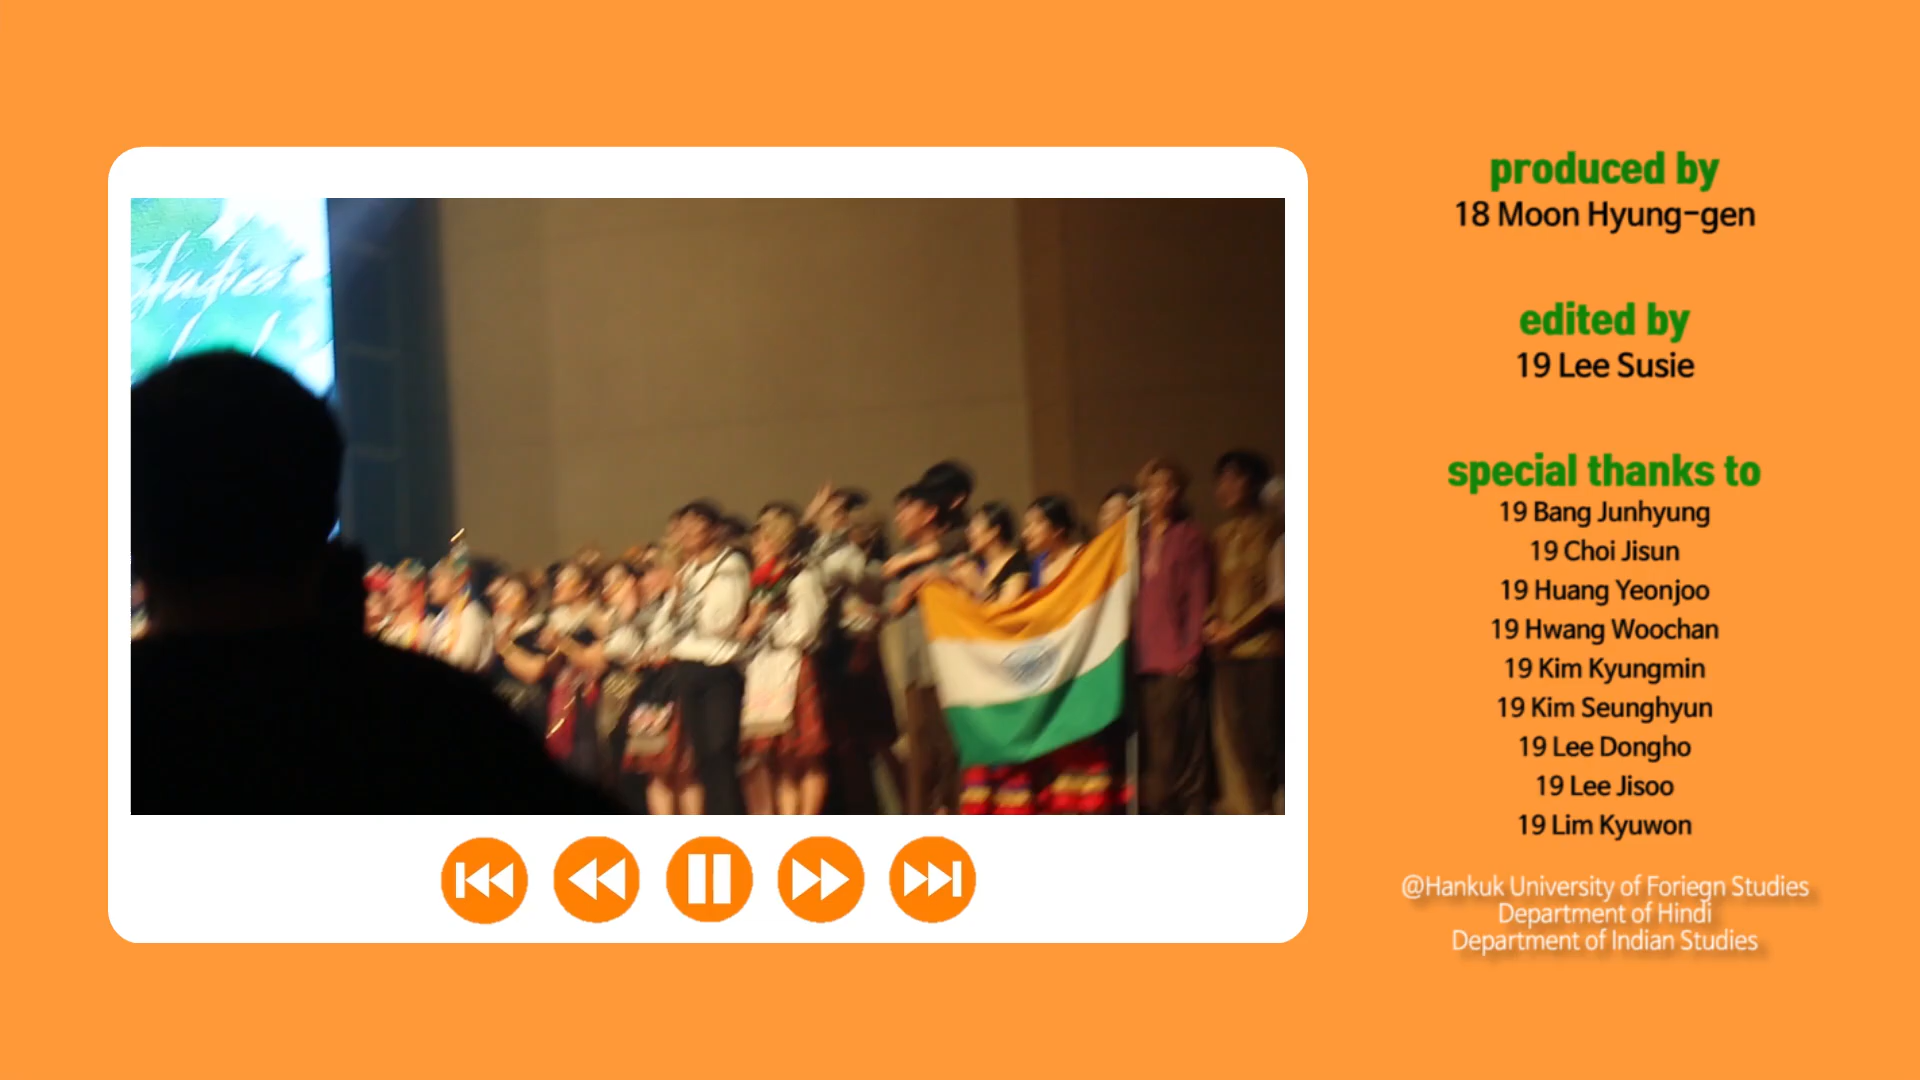 Studies
produced by
18 Moon Hyung-gen
edited by
19 Lee Susie
special thanks to
19 Bang Junhyung
19 Choi Jisun
19 Huang Yeonjoo
19 Hwang Woochan
19 Kim Kyungmin
19 Kim Seunghyun
19 Lee Dongho
19 Lee Jisoo
19 Lim Kyuwon
@Hankuk University of Foriegn Studies
Department of Hindi
Department of Indian Studies